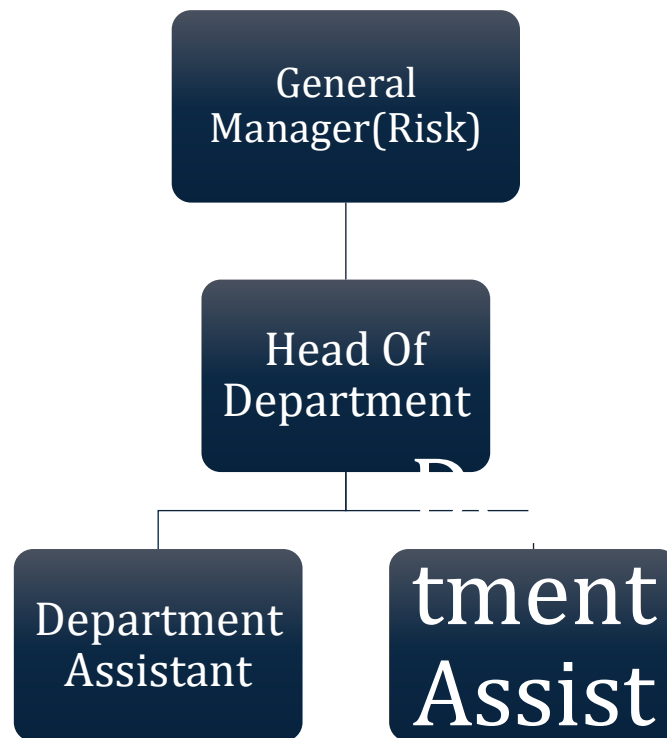 General
Manager(Risk)
Head Of
Department
Department
Assistant
tment
Assist